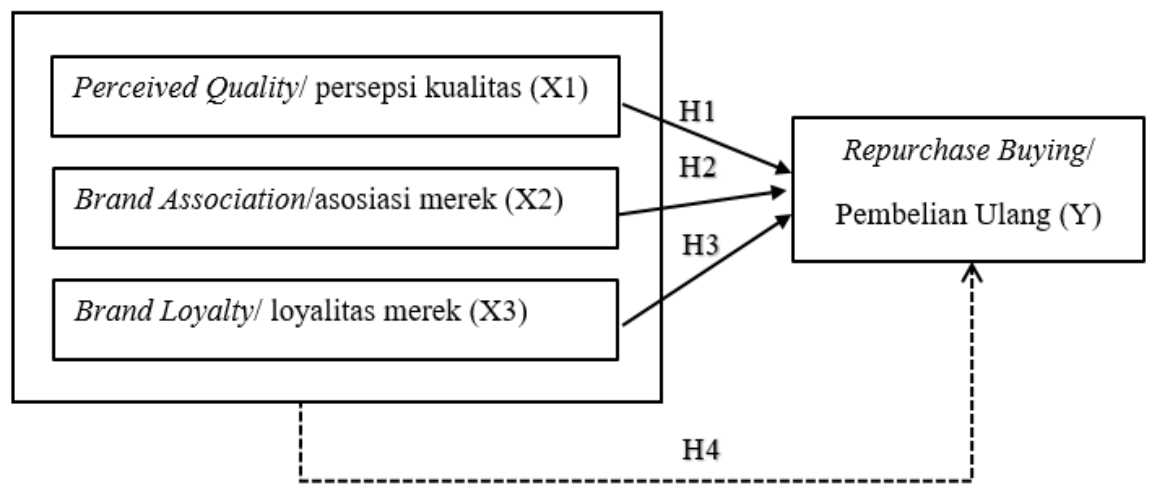 Perceived Quality/ persepsi kualitas (X1)
H1
Repurchase Buying/
Pembelian Ulang (Y)
H2
Brand Association/asosiasi merek (X2)
H3
Brand Loyalty/ loyalitas merek (X3)
H4